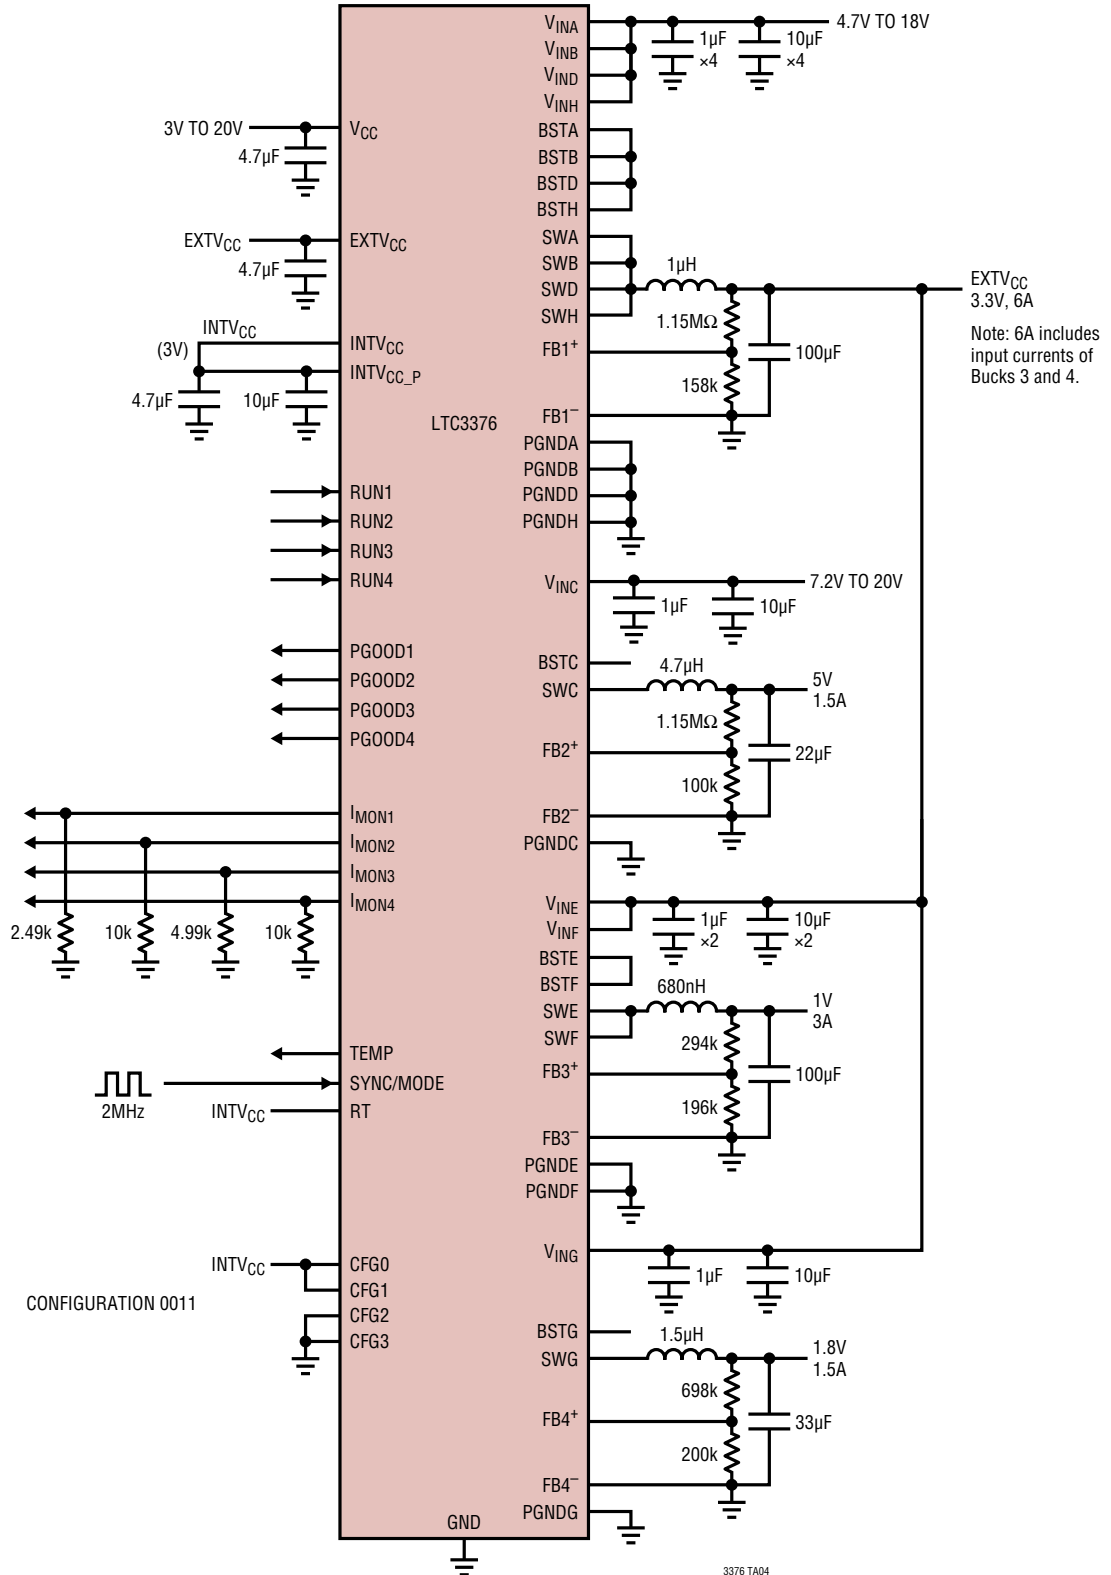 VINA
4.7V TO 18V
1µF
×4
10µF
×4
VINB
VIND
VINH
3V TO 20V
VCC
4.7µF
BSTA
BSTB
BSTD
BSTH
EXTVCC
EXTVCC
4.7µF
SWA
SWB
SWD
SWH
1µH
EXTVCC
3.3V, 6A
Note: 6A includes
input currents of
Bucks 3 and 4.
1.15MΩ
FB1+
100µF
158k
FB1–
INTVCC
(3V)
INTVCC
INTVCC_P
4.7µF
10µF
LTC3376
PGNDA
PGNDB
PGNDD
PGNDH
RUN1
RUN2
RUN3
RUN4
VINC
7.2V TO 20V
1µF
10µF
PGOOD1
PGOOD2
PGOOD3
PGOOD4
BSTC
SWC
4.7µH
5V
1.5A
1.15MΩ
FB2+
22µF
100k
FB2–
PGNDC
IMON1
IMON2
IMON3
IMON4
2.49k
10k
4.99k
10k
VINE
VINF
1µF
×2
10µF
×2
BSTE
BSTF
SWE
SWF
680nH
1V
3A
294k
FB3+
100µF
196k
FB3–
PGNDE
PGNDF
TEMP
SYNC/MODE
2MHz
INTVCC
RT
VING
1µF
10µF
INTVCC
CFG0
CFG1
CFG2
CFG3
CONFIGURATION 0011
BSTG
SWG
1.5µH
1.8V
1.5A
698k
FB4+
33µF
200k
FB4–
PGNDG
GND
3376 TA04